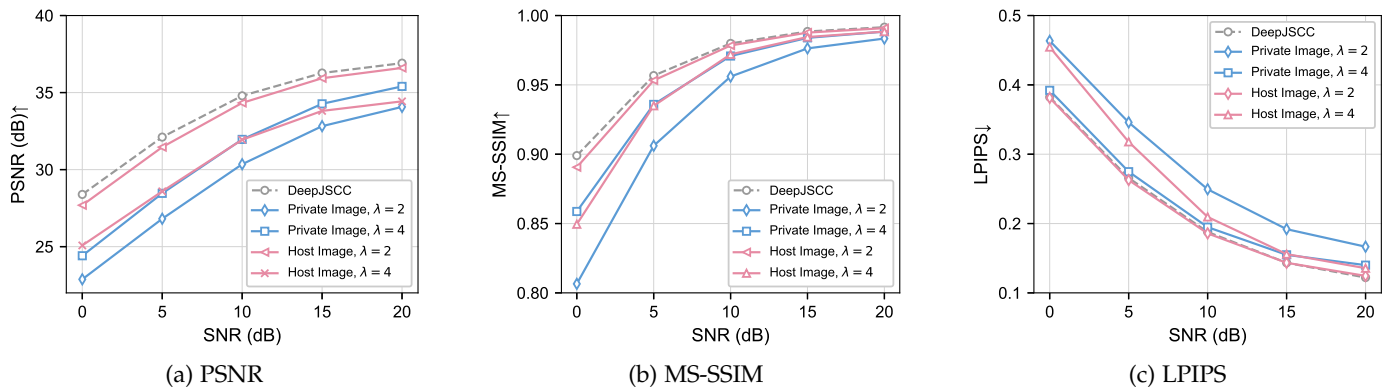 40
35
30
25
PSNR (dB)↑
0
5
10
15
20
SNR (dB)
DeepJSCC
Private Image, λ = 2
Private Image, λ = 4
Host Image, λ = 2
Host Image, λ = 4
(a) PSNR
1.00
0.95
0.90
0.85
0.80
MS-SSIM↑
0
5
10
15
20
SNR (dB)
DeepJSCC
Private Image, λ = 2
Private Image, λ = 4
Host Image, λ = 2
Host Image, λ = 4
(b) MS-SSIM
0.5
0.4
0.3
0.2
0.1
LPIPS↓
0
5
10
15
20
SNR (dB)
DeepJSCC
Private Image, λ = 2
Private Image, λ = 4
Host Image, λ = 2
Host Image, λ = 4
(c) LPIPS